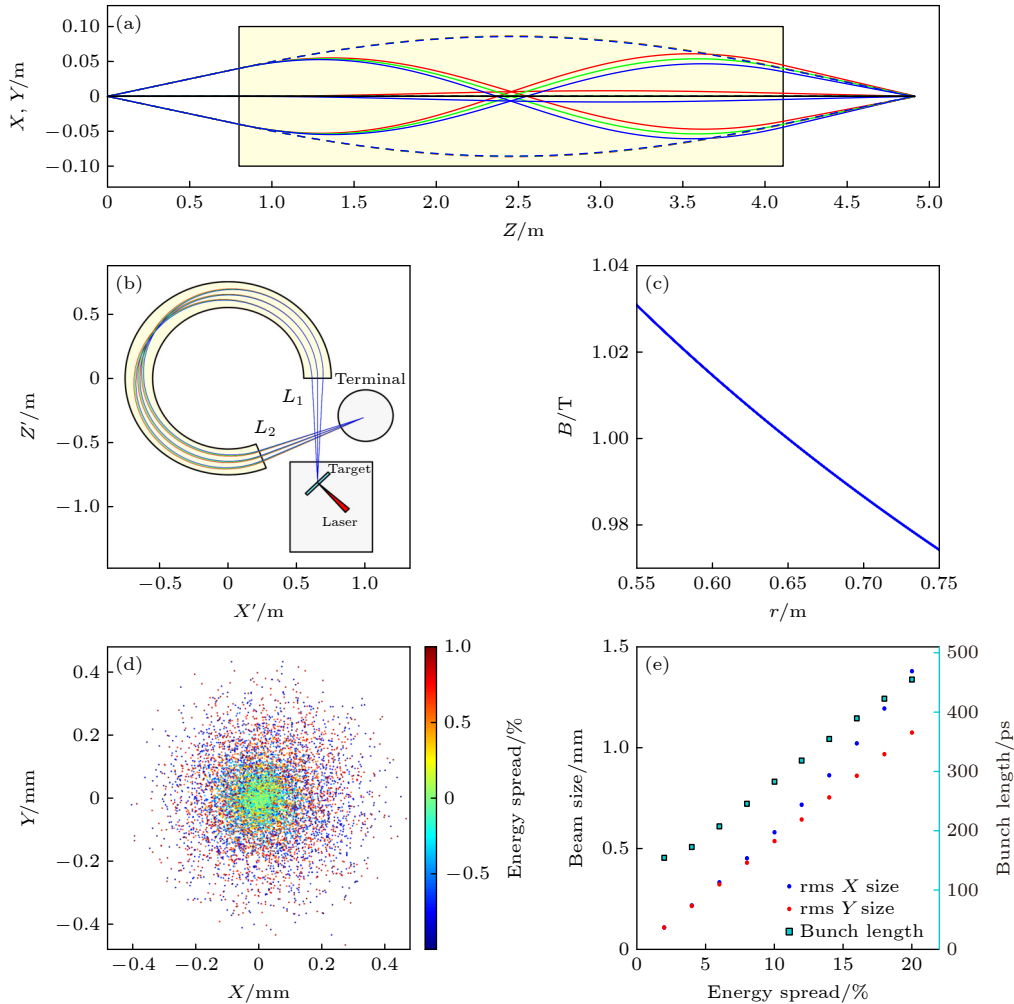 (a)
0.10
0.05
0
−0.05
−0.10
X, Y/m
0
0.5
1.0
1.5
2.0
2.5
3.0
3.5
4.0
4.5
5.0
Z/m
(b)
0.5
0
−0.5
−1.0
Z′/m
L1
L2
Terminal
Target
Laser
−0.5
0
0.5
1.0
X′/m
(c)
1.04
1.02
1.00
0.98
B/T
0.55
0.60
0.65
0.70
0.75
r/m
(d)
0.4
0.2
0
−0.2
−0.4
Y/mm
−0.4
−0.2
0
0.2
0.4
X/mm
1.0
0.5
0
−0.5
Energy spread/%
(e)
1.5
1.0
0.5
0
Beam size/mm
500
400
300
200
100
0
Bunch length/ps
rms X size
rms Y size
Bunch length
0
5
10
15
20
Energy spread/%